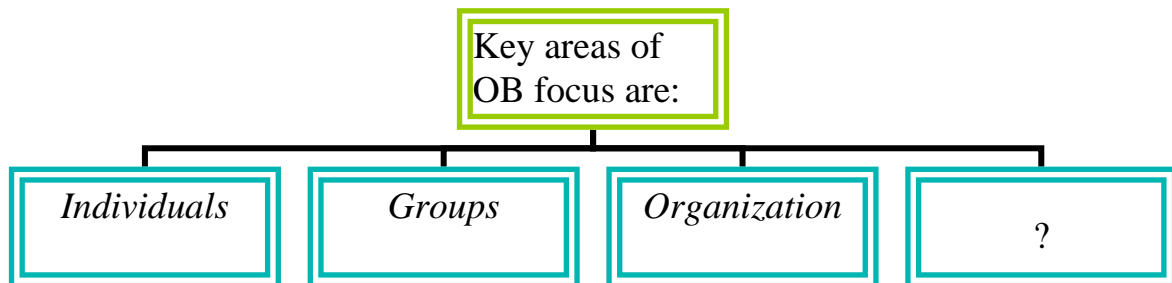 Key areas of
OB focus are:
Individuals
Groups
Organization
?